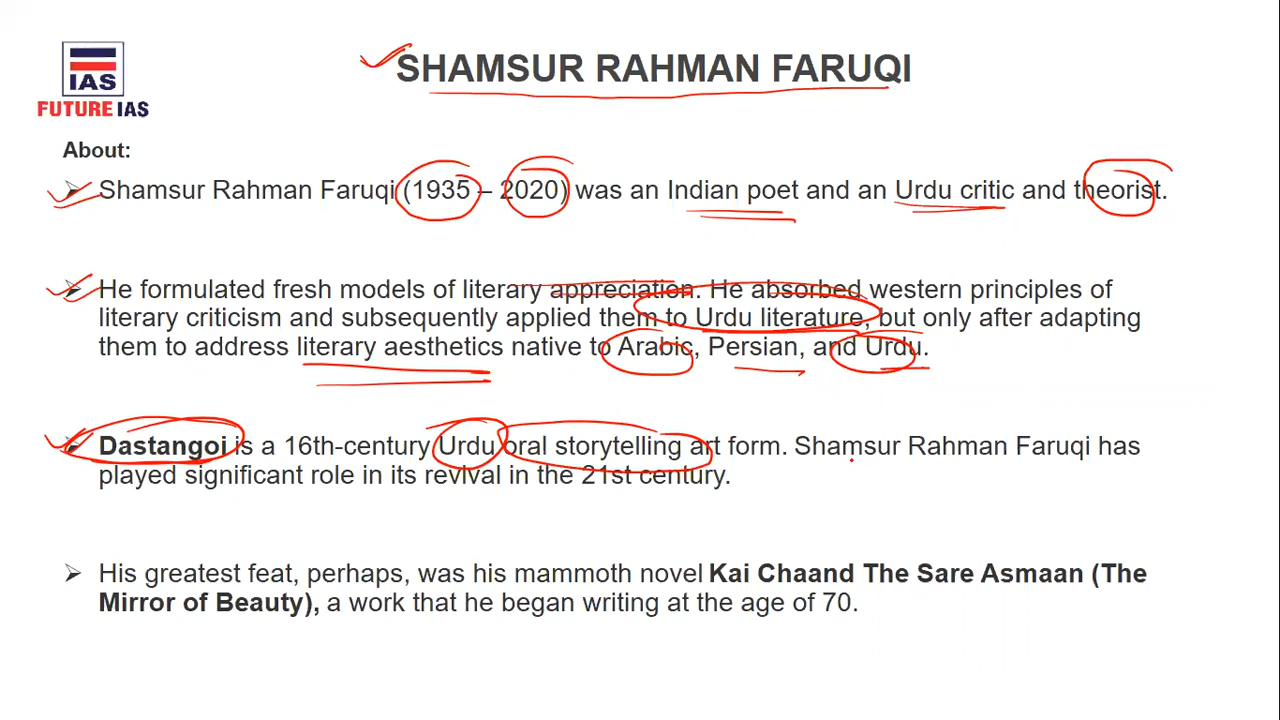 IAS
FUTURE IAS
SHAMSUR RAHMAN FARUQI
About:
➢ Shamsur Rahman Faruqi (1935 – 2020) was an Indian poet and an Urdu critic and theorist.
➢ He formulated fresh models of literary appreciation. He absorbed western principles of
literary criticism and subsequently applied them to Urdu literature, but only after adapting
them to address literary aesthetics native to Arabic, Persian, and Urdu.
➢ Dastangoi is a 16th-century Urdu oral storytelling art form. Shamsur Rahman Faruqi has
played significant role in its revival in the 21st century.
➢ His greatest feat, perhaps, was his mammoth novel Kai Chaand The Sare Asmaan (The
Mirror of Beauty), a work that he began writing at the age of 70.